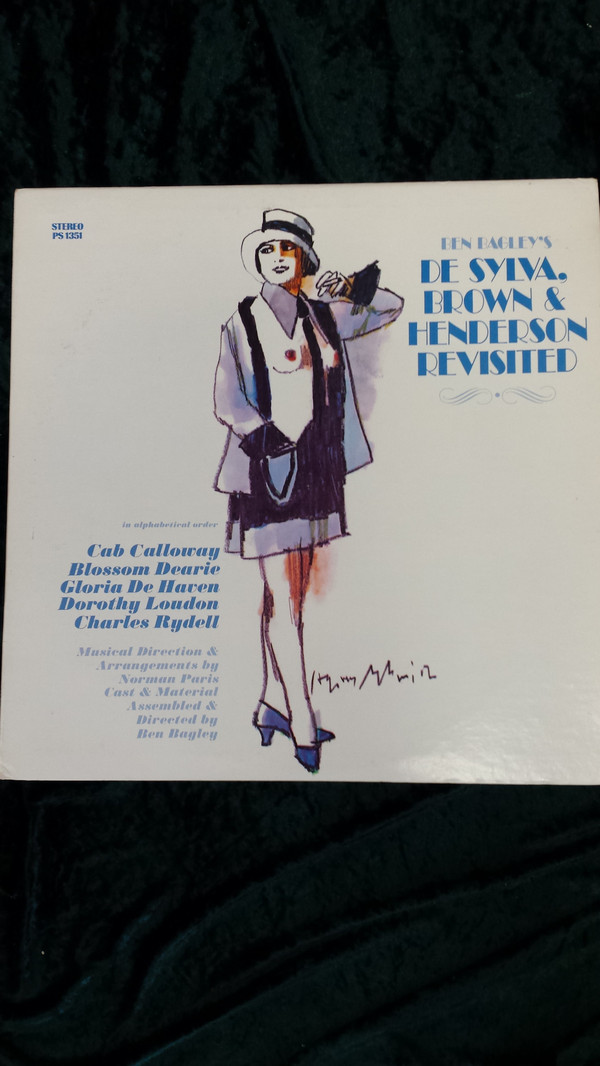 STEREO
PS 1351
BEN BAGLEY'S
DE SYLVA,
BROWN &
HENDERSON
REVISITED
in alphabetical order
Cab Calloway
Blossom Dearie
Gloria De Haven
Dorothy Loudon
Charles Rydell
Musical Direction &
Arrangements by
Norman Paris
Cast & Material
Assembled &
Directed by
Ben Bagley